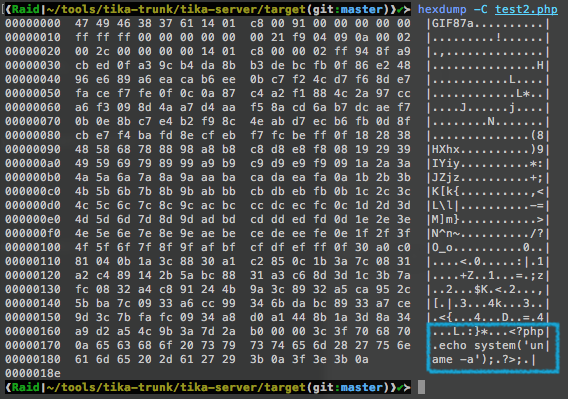 (Raid|~/tools/tika-trunk/tika-server/target(git:master))✔> hexdump -C test2.php
00000000 47 49 46 38 37 61 14 01 c8 00 91 00 00 00 00 00 |GIF87a..........|
00000010 ff ff ff 00 00 00 00 00 00 21 f9 04 09 0a 00 02 |.........!......|
00000020 00 2c 00 00 00 00 14 01 c8 00 00 02 ff 94 8f a9 |.,..............|
00000030 cb ed 0f a3 9c b4 da 8b b3 de bc fb 0f 86 e2 48 |...............H|
00000040 96 e6 89 a6 ea ca b6 ee 0b c7 f2 4c d7 f6 8d e7 |...........L....|
00000050 fa ce f7 fe 0f 0c 0a 87 c4 a2 f1 88 4c 2a 97 cc |............L*..|
00000060 a6 f3 09 8d 4a a7 d4 aa f5 8a cd 6a b7 dc ae f7 |....J......j....|
00000070 0b 0e 8b c7 e4 b2 f9 8c 4e ab d7 ec b6 fb 0d 8f |........N.......|
00000080 cb e7 f4 ba fd 8e cf eb f7 fc be ff 0f 18 28 38 |..............(8|
00000090 48 58 68 78 88 98 a8 b8 c8 d8 e8 f8 08 19 29 39 |HXhx..........)9|
000000a0 49 59 69 79 89 99 a9 b9 c9 d9 e9 f9 09 1a 2a 3a |IYiy..........*:|
000000b0 4a 5a 6a 7a 8a 9a aa ba ca da ea fa 0a 1b 2b 3b |JZjz..........+;|
000000c0 4b 5b 6b 7b 8b 9b ab bb cb db eb fb 0b 1c 2c 3c |K[k{..........,<|
000000d0 4c 5c 6c 7c 8c 9c ac bc cc dc ec fc 0c 1d 2d 3d |L\l|..........-=|
000000e0 4d 5d 6d 7d 8d 9d ad bd cd dd ed fd 0d 1e 2e 3e |M]m}...........>|
000000f0 4e 5e 6e 7e 8e 9e ae be ce de ee fe 0e 1f 2f 3f |N^n~........../?|
00000100 4f 5f 6f 7f 8f 9f af bf cf df ef ff 0f 30 a0 c0 |O_o..........0..|
00000110 81 04 0b 1a 3c 88 30 a1 c2 85 0c 1b 3a 7c 08 31 |....<.0.....:|.1|
00000120 a2 c4 89 14 2b 5a bc 88 31 a3 c6 8d 3d 1c 3b 7a |....+Z..1...=.;z|
00000130 fc 08 32 a4 c8 91 24 4b 9a 3c 89 32 a5 ca 95 2c |..2...$K.<.2...,|
00000140 5b ba 7c 09 33 a6 cc 99 34 6b da bc 89 33 a7 ce |[.|.3...4k...3..|
00000150 9d 3c 7b fa fc 09 34 a8 d0 a1 44 8b 1a 3d 8a 34 |.<{...4...D..=.4|
00000160 a9 d2 a5 4c 9b 3a 7d 2a b0 00 00 3c 3f 70 68 70 |...L.:}*...<?php|
00000170 0a 65 63 68 6f 20 73 79 73 74 65 6d 28 27 75 6e |.echo system('un|
00000180 61 6d 65 20 2d 61 27 29 3b 0a 3f 3e 3b 0a |ame -a');.?>;.|
0000018e
(Raid|~/tools/tika-trunk/tika-server/target(git:master))✔>